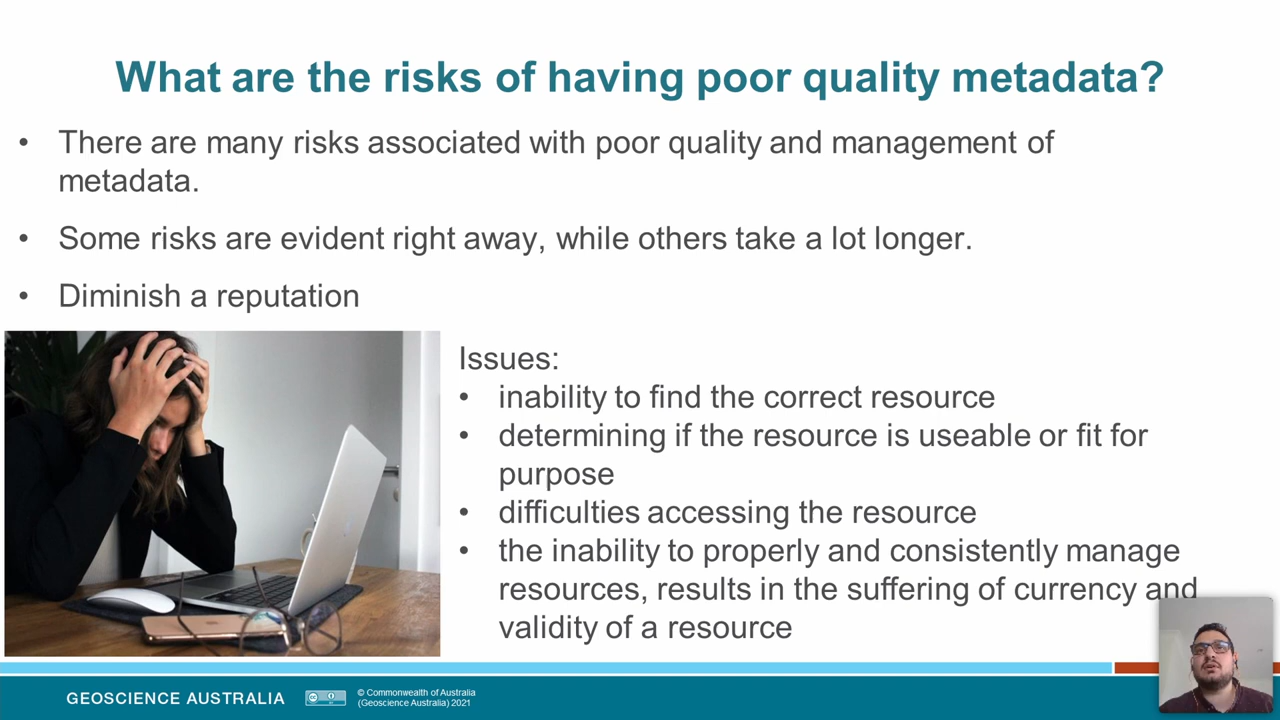 What are the risks of having poor quality metadata?
• There are many risks associated with poor quality and management of
metadata.
• Some risks are evident right away, while others take a lot longer.
• Diminish a reputation
Issues:
• inability to find the correct resource
• determining if the resource is useable or fit for
purpose
• difficulties accessing the resource
• the inability to properly and consistently manage
resources, results in the suffering of currency and
validity of a resource
GEOSCIENCE AUSTRALIA
© Commonwealth of Australia
(Geoscience Australia) 2021